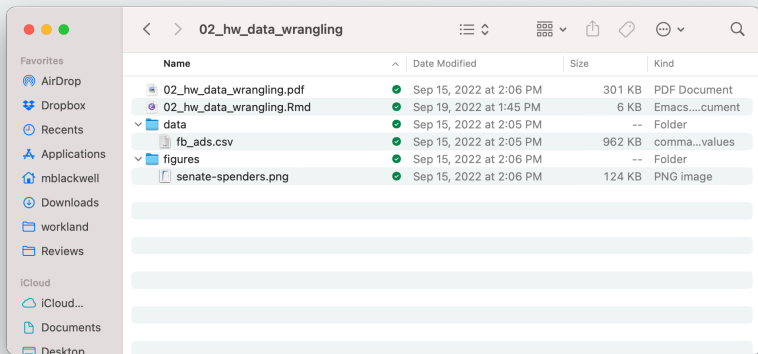 02_hw_data_wrangling
Favorites
AirDrop
Dropbox
Recents
Applications
mblackwell
Downloads
workland
Reviews
iCloud
iCloud...
Documents
Desktop
Name Date Modified Size Kind
02_hw_data_wrangling.pdf Sep 15, 2022 at 2:06 PM 301 KB PDF Document
02_hw_data_wrangling.Rmd Sep 19, 2022 at 1:45 PM 6 KB Emacs....cument
data Sep 15, 2022 at 2:05 PM -- Folder
fb_ads.csv Sep 15, 2022 at 2:05 PM 962 KB comma...values
figures Sep 15, 2022 at 2:06 PM -- Folder
senate-spenders.png Sep 15, 2022 at 2:06 PM 124 KB PNG image